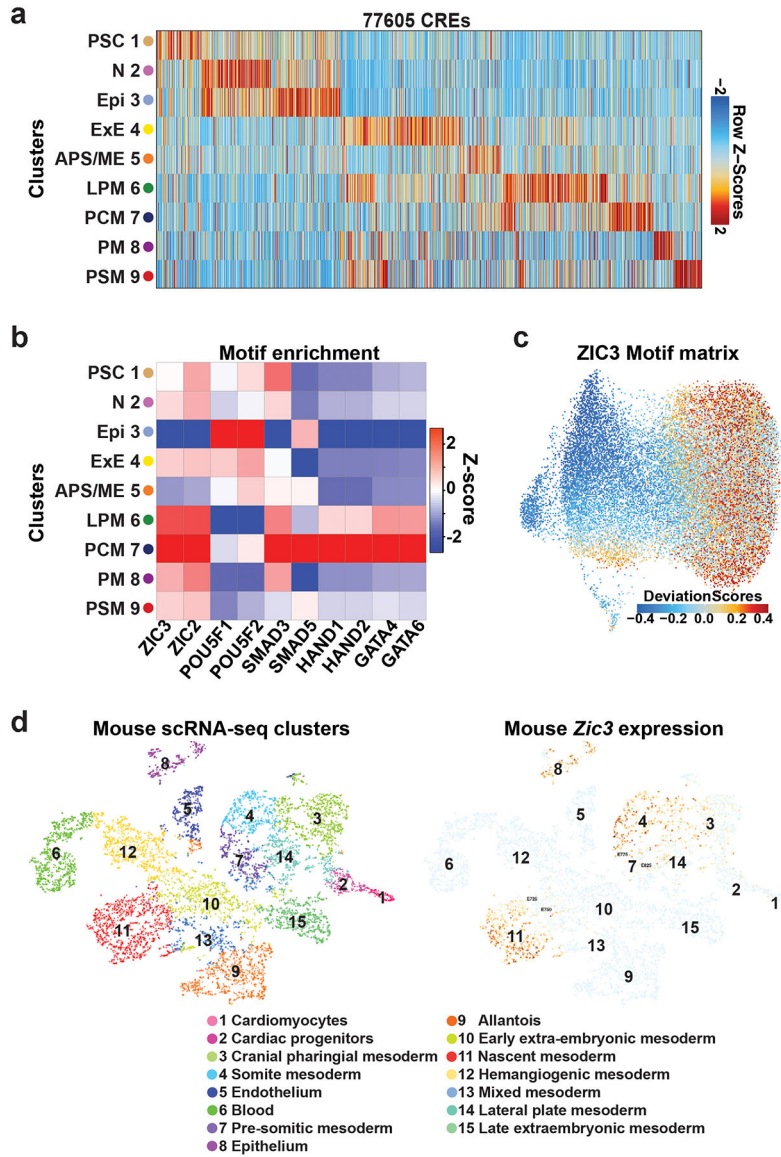 a
77605 CREs
PSC 1
N 2
Epi 3
ExE 4
APS/ME 5
LPM 6
PCM 7
PM 8
PSM 9
Clusters
−2
Row Z−Scores
2
b
Motif enrichment
PSC 1
N 2
Epi 3
ExE 4
APS/ME 5
LPM 6
PCM 7
PM 8
PSM 9
Clusters
ZIC3
ZIC2
POU5F1
POU5F2
SMAD3
SMAD5
HAND1
HAND2
GATA4
GATA6
2
0
-2
Z-score
c
ZIC3 Motif matrix
DeviationScores
−0.4 0.0 0.2 0.4
d
Mouse scRNA-seq clusters
8
5
4
3
6
12
7
14
2
1
10
11
13
15
9
Mouse Zic3 expression
8
5
4
3
6
12
E775
7
E825
14
2
1
E725
E750
10
11
13
15
9
1 Cardiomyocytes
2 Cardiac progenitors
3 Cranial pharingial mesoderm
4 Somite mesoderm
5 Endothelium
6 Blood
7 Pre-somitic mesoderm
8 Epithelium
9 Allantois
10 Early extra-embryonic mesoderm
11 Nascent mesoderm
12 Hemangiogenic mesoderm
13 Mixed mesoderm
14 Lateral plate mesoderm
15 Late extraembryonic mesoderm